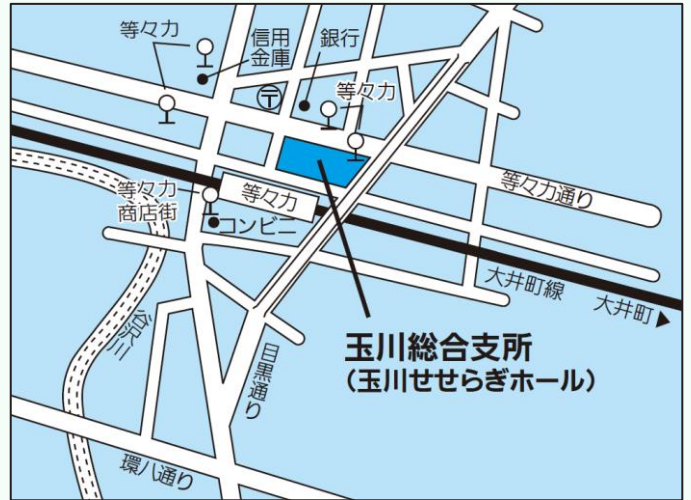 等々力
信用
金庫
銀行
等々力
〒
等々力通り
等々力
商店街
等々力
コンビニ
大井町線
大井町▶
谷沢川
目黒通り
玉川総合支所
（玉川せせらぎホール）
環八通り